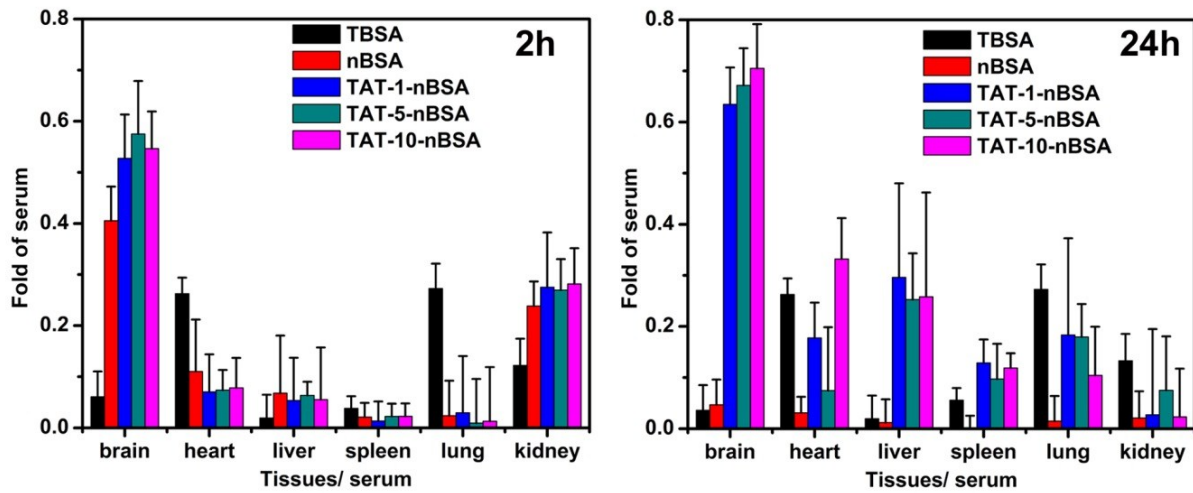 0.8
0.6
0.4
0.2
0.0
Fold of serum
TBSA
nBSA
TAT-1-nBSA
TAT-5-nBSA
TAT-10-nBSA
2h
brain heart liver spleen lung kidney
Tissues/ serum
0.8
0.6
0.4
0.2
0.0
Fold of serum
TBSA
nBSA
TAT-1-nBSA
TAT-5-nBSA
TAT-10-nBSA
24h
brain heart liver spleen lung kidney
Tissues/ serum